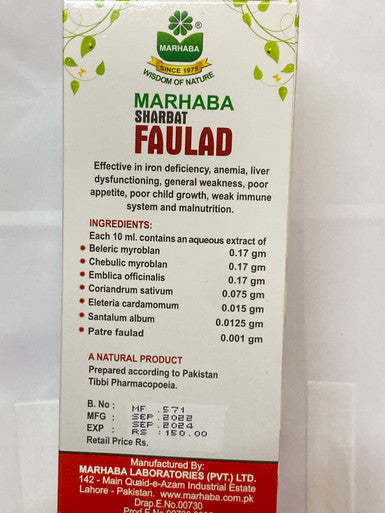 ®
MARHABA
SINCE 1979
WISDOM OF NATURE
MARHABA
SHARBAT
FAULAD
Effective in iron deficiency, anemia, liver
dysfunctioning, general weakness, poor
appetite, poor child growth, weak immune
system and malnutrition.
INGREDIENTS:
Each 10 ml. contains an aqueous extract of
Beleric myroblan 0.17 gm
Chebulic myroblan 0.17 gm
Emblica officinalis 0.17 gm
Coriandrum sativum 0.075 gm
Eleteria cardamomum 0.015 gm
Santalum album 0.0125 gm
Patre faulad 0.001 gm
A NATURAL PRODUCT
Prepared according to Pakistan
Tibbi Pharmacopoeia.
B. No : MF .571
MFG : SEP.2022
EXP : SEP.2024
Retail Price Rs. RS :150.00
Manufactured By:
MARHABA LABORATORIES (PVT.) LTD.
142 - Main Quaid-e-Azam Industrial Estate
Lahore - Pakistan. www.marhaba.com.pk
Drap.E.No.00730